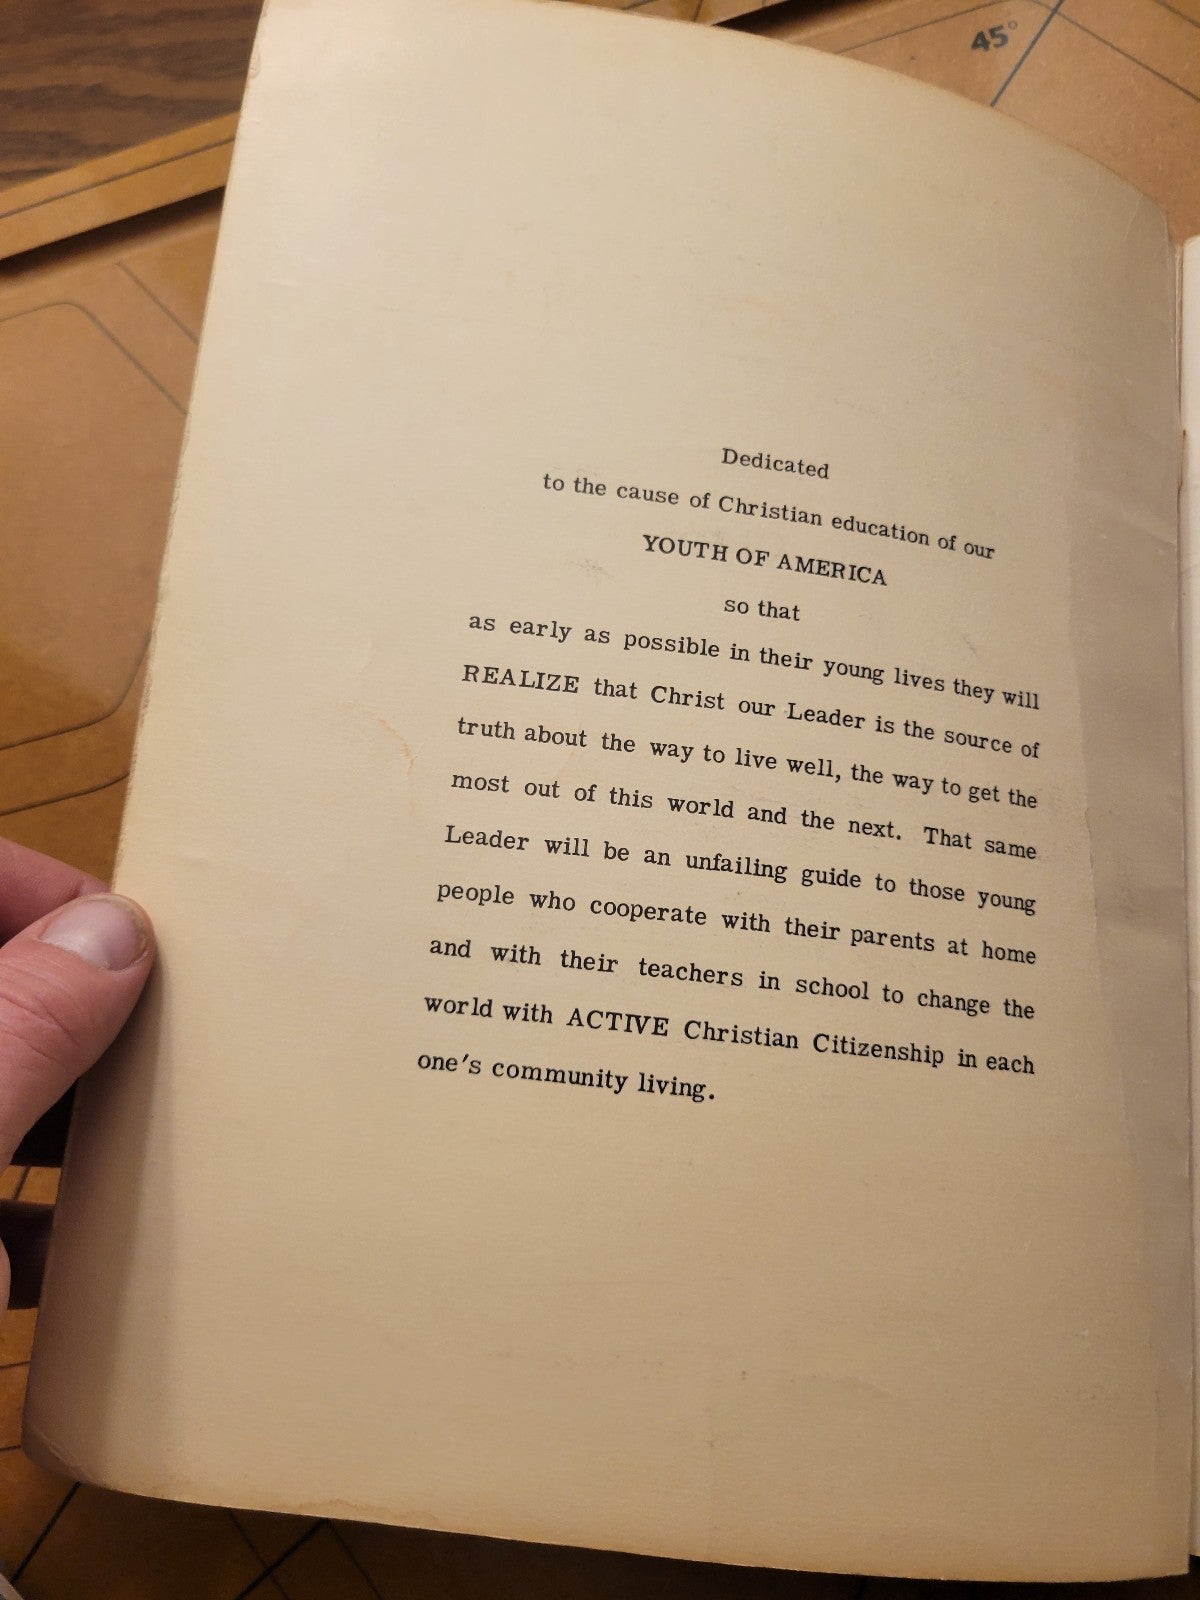 45°
Dedicated
to the cause of Christian education of our
YOUTH OF AMERICA
so that
as early as possible in their young lives they will
REALIZE that Christ our Leader is the source of
truth about the way to live well, the way to get the
most out of this world and the next. That same
Leader will be an unfailing guide to those young
people who cooperate with their parents at home
and with their teachers in school to change the
world with ACTIVE Christian Citizenship in each
one's community living.